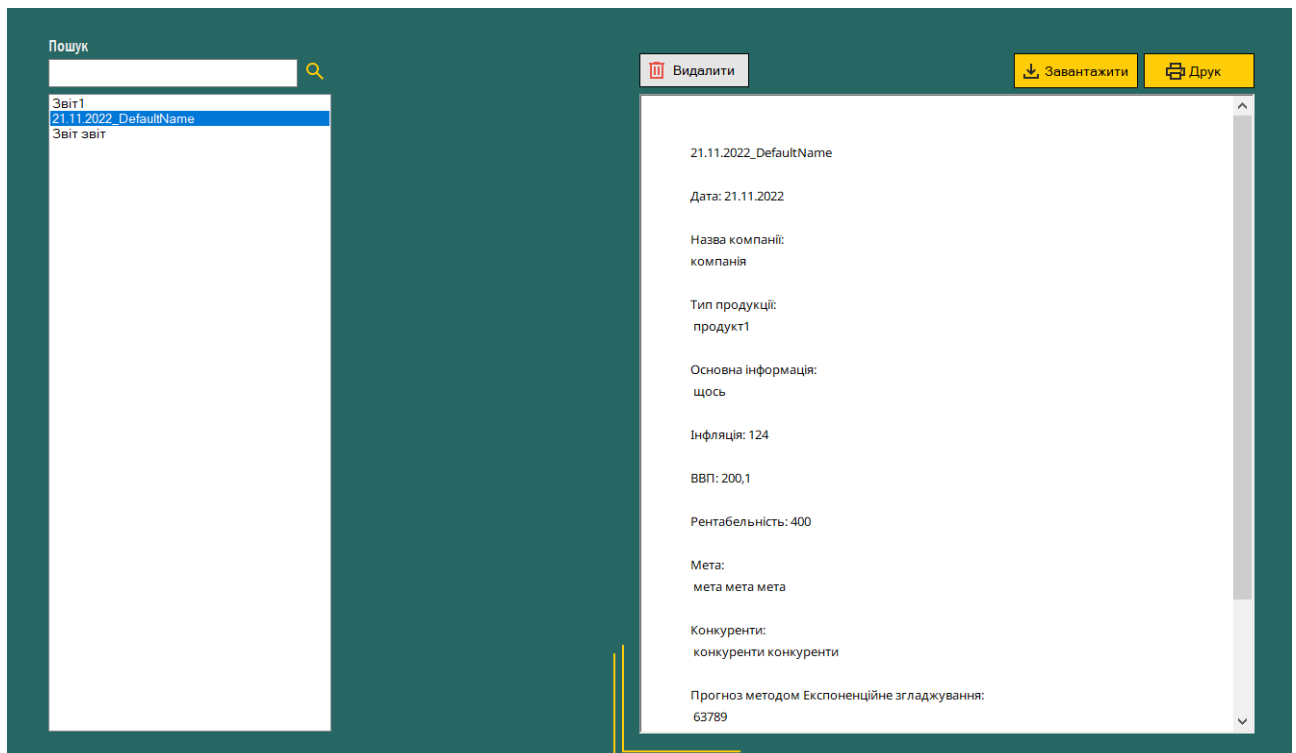 Пошук
Звіт1
21.11.2022_DefaultName
Звіт звіт
Видалити
Завантажити
Друк
21.11.2022_DefaultName
Дата: 21.11.2022
Назва компанії:
компанія
Тип продукції:
продукт1
Основна інформація:
щось
Інфляція: 124
ВВП: 200,1
Рентабельність: 400
Мета:
мета мета мета
Конкуренти:
конкуренти конкуренти
Прогноз методом Експоненційне згладжування:
63789